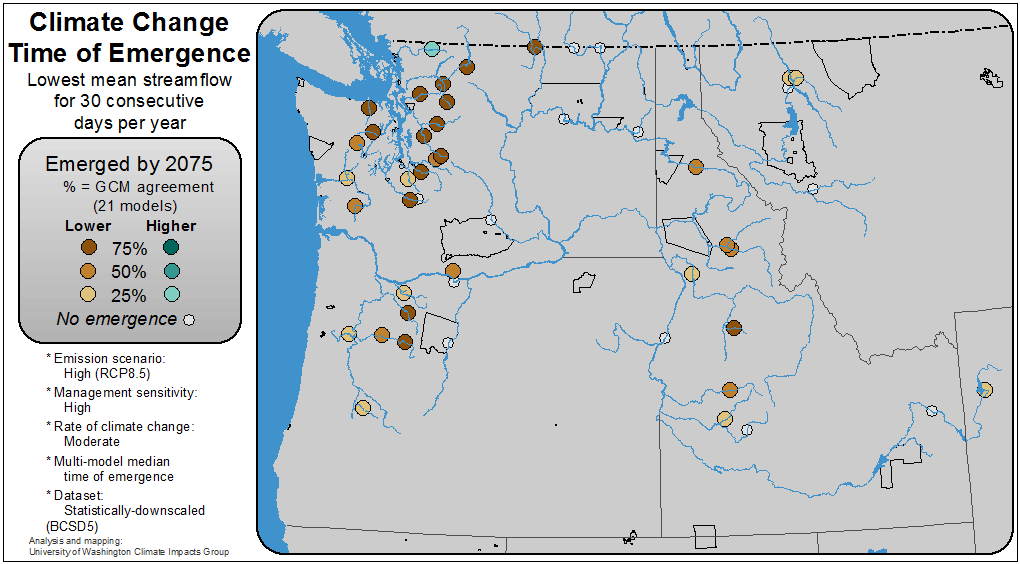 Climate Change
Time of Emergence
Lowest mean streamflow
for 30 consecutive
days per year
Emerged by 2075
% = GCM agreement
(21 models)
Lower Higher
75%
50%
25%
No emergence
* Emission scenario:
High (RCP8.5)
* Management sensitivity:
High
* Rate of climate change:
Moderate
* Multi-model median
time of emergence
* Dataset:
Statistically-downscaled
(BCSD5)
Analysis and mapping:
University of Washington Climate Impacts Group